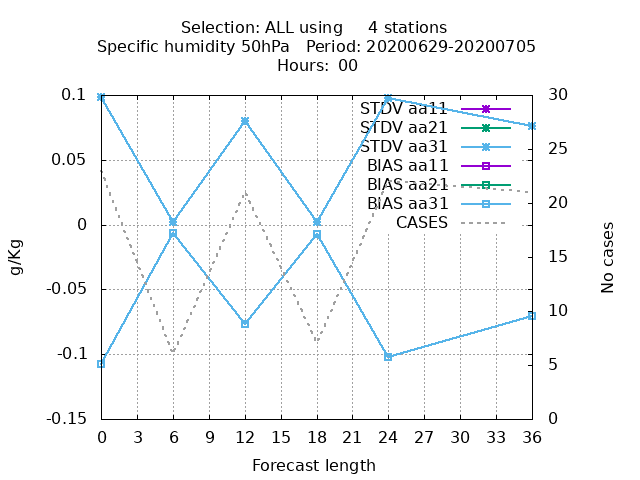 Selection: ALL using 4 stations
Specific humidity 50hPa Period: 20200629-20200705
Hours: 00
0.1
0.05
0
-0.05
-0.1
-0.15
g/Kg
STDV aa11
STDV aa21
STDV aa31
BIAS aa11
BIAS aa21
BIAS aa31
CASES
30
25
20
15
10
5
0
No cases
0 3 6 9 12 15 18 21 24 27 30 33 36
Forecast length